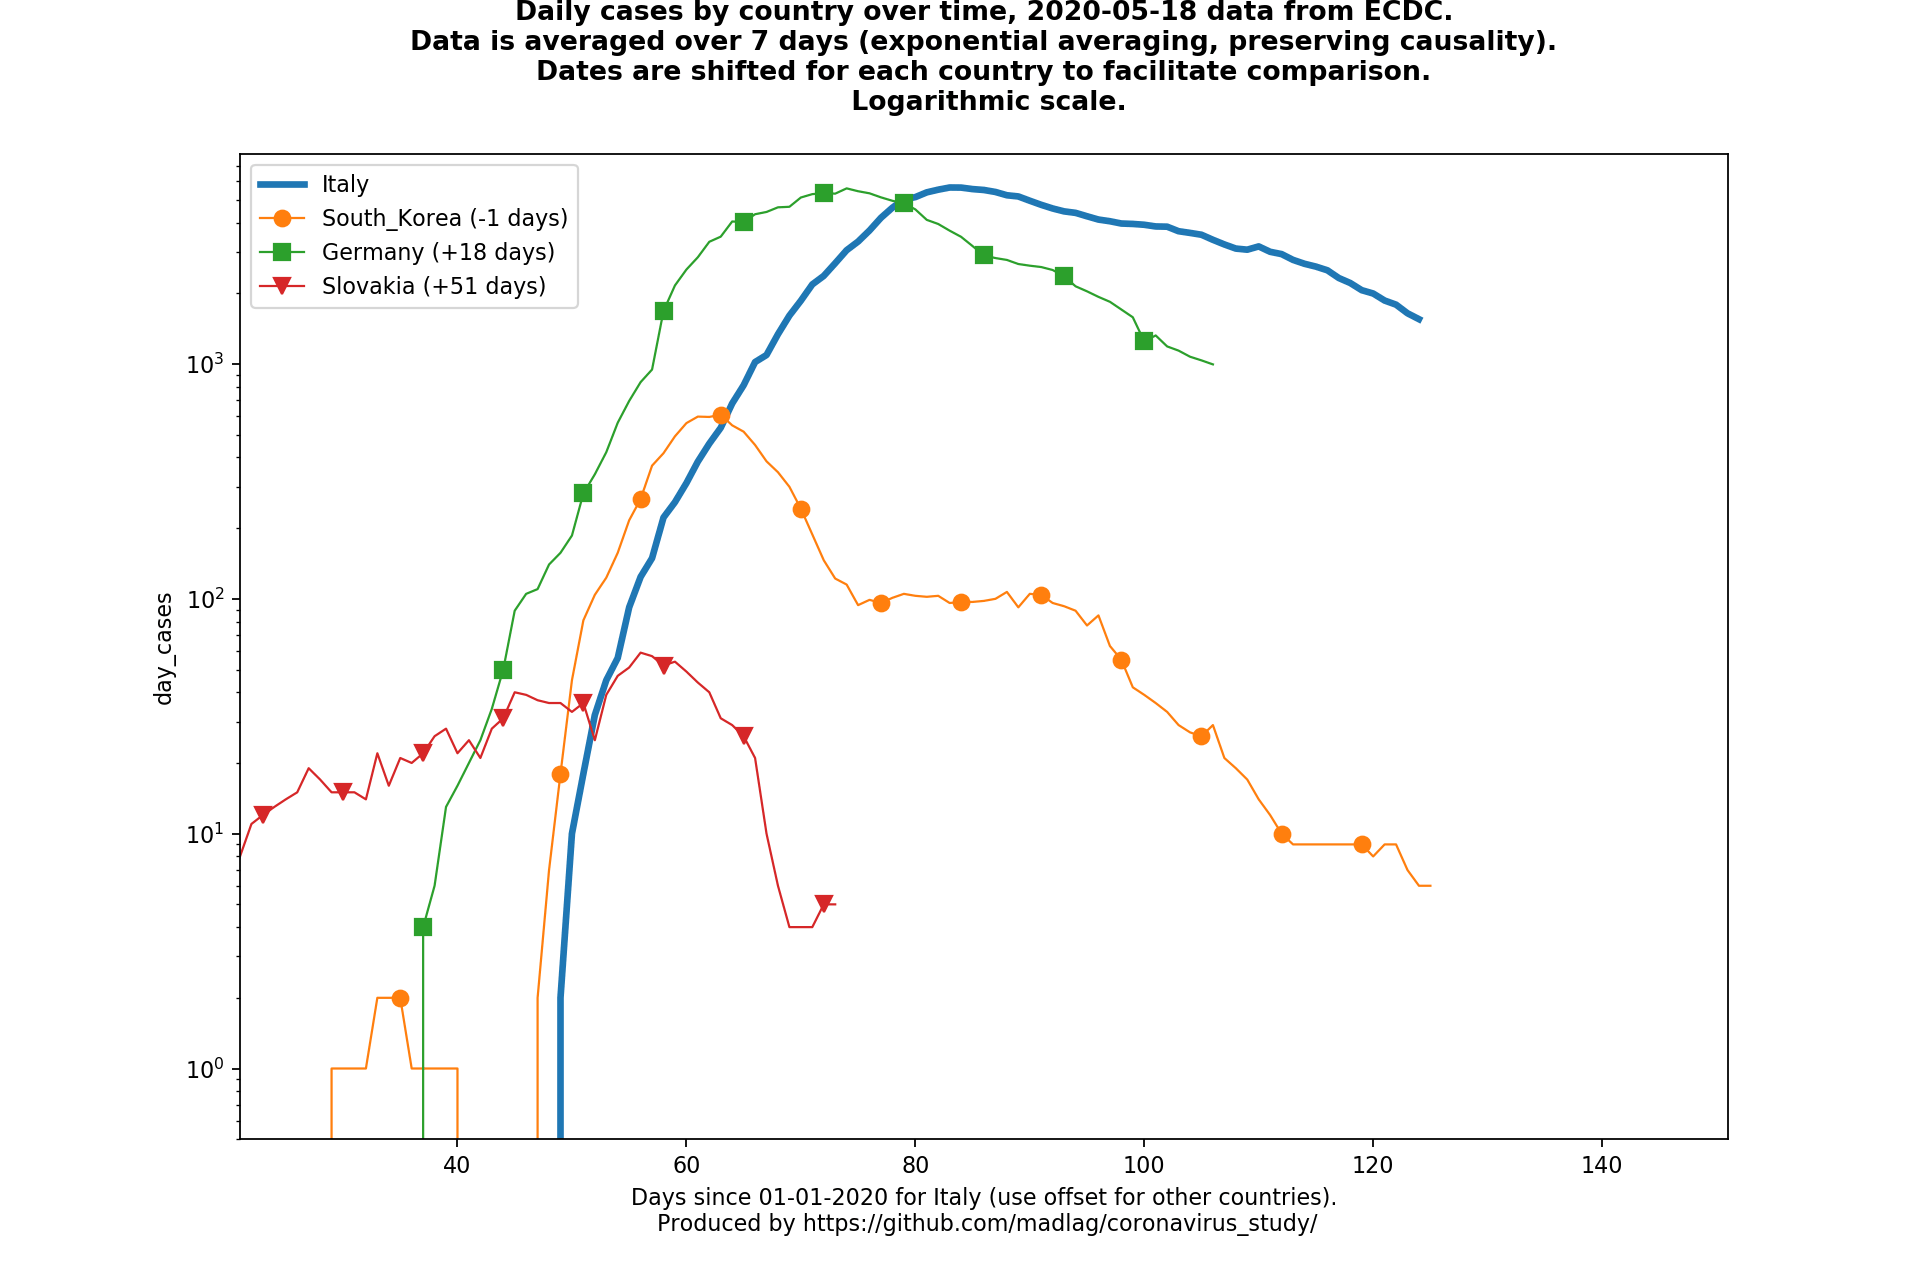 Daily cases by country over time, 2020-05-18 data from ECDC.
Data is averaged over 7 days (exponential averaging, preserving causality).
Dates are shifted for each country to facilitate comparison.
Logarithmic scale.
Italy
South_Korea (-1 days)
Germany (+18 days)
Slovakia (+51 days)
day_cases
10³
10²
10¹
10⁰
40 60 80 100 120 140
Days since 01-01-2020 for Italy (use offset for other countries).
Produced by https://github.com/madlag/coronavirus_study/